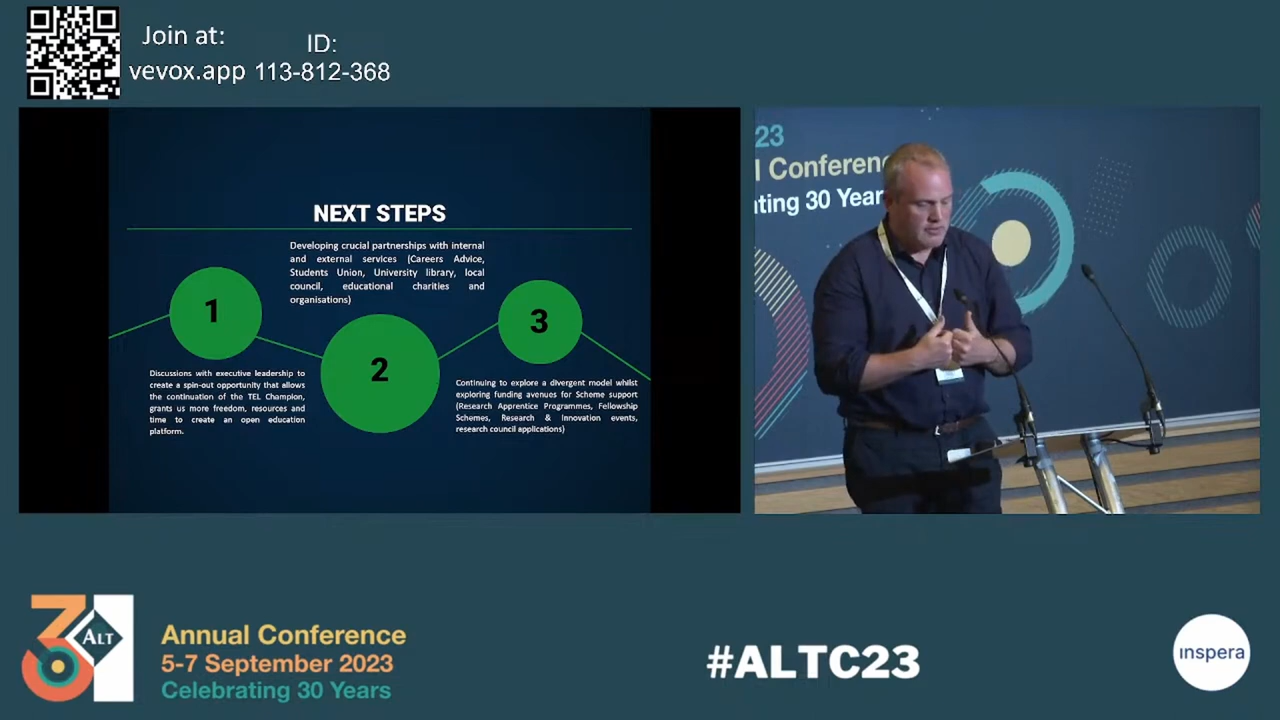 Join at:
ID:
vevox.app 113-812-368
NEXT STEPS
Developing crucial partnerships with internal
and external services (Careers Advice,
Students Union, University library, local
council, educational charities and
organisations)
1
2
3
Discussions with executive leadership to
create a spin-out opportunity that allows
the continuation of the TEL Champion,
grants us more freedom, resources and
time to create an open education
platform.
Continuing to explore a divergent model whilst
exploring funding avenues for Scheme support
(Research Apprentice Programmes, Fellowship
Schemes, Research & Innovation events,
research council applications)
23
l Conferenc
ting 30 Year
3
ALT
Annual Conference
5-7 September 2023
Celebrating 30 Years
#ALTC23
inspera